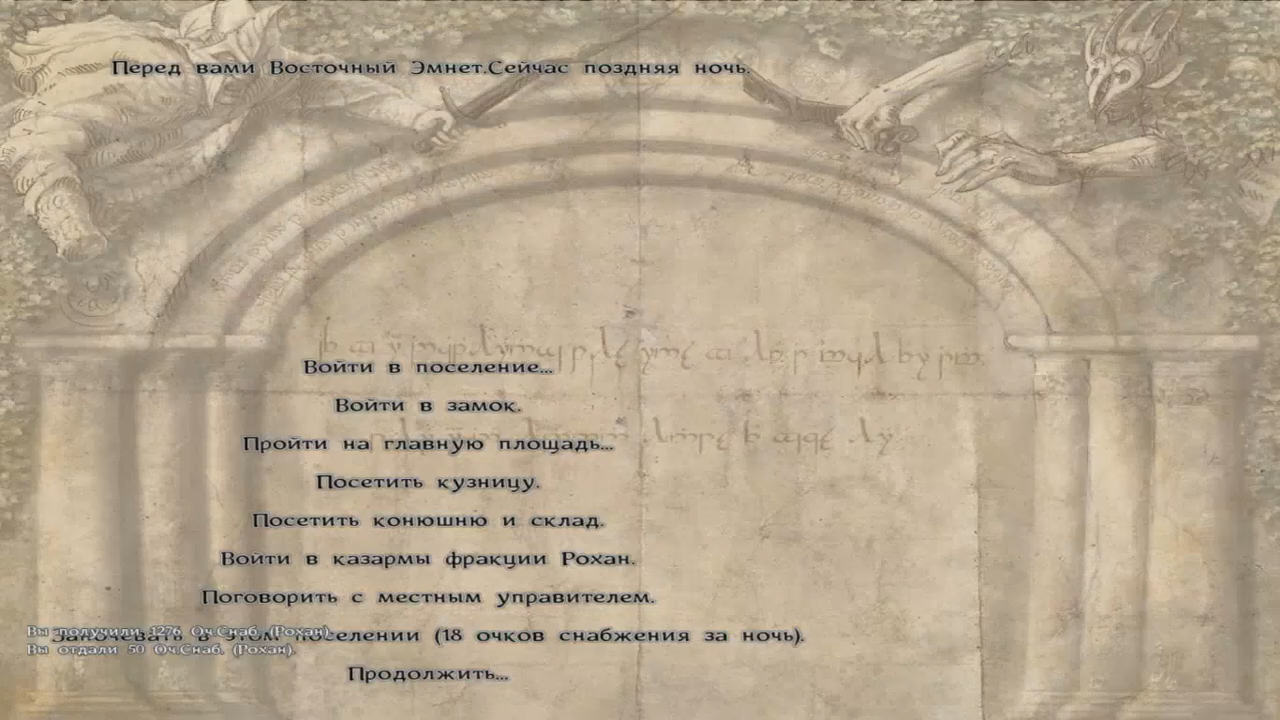 Перед вами Восточный Эмнет.Сейчас поздняя ночь.
Войти в поселение...
Войти в замок.
Пройти на главную площадь...
Посетить кузницу.
Посетить конюшню и склад.
Войти в казармы фракции Рохан.
Поговорить с местным управителем.
Вы получили 1276 Оч.Снаб. (Рохан).
Заночевать в этом поселении (18 очков снабжения за ночь).
Вы отдали 50 Оч.Снаб. (Рохан).
Продолжить...